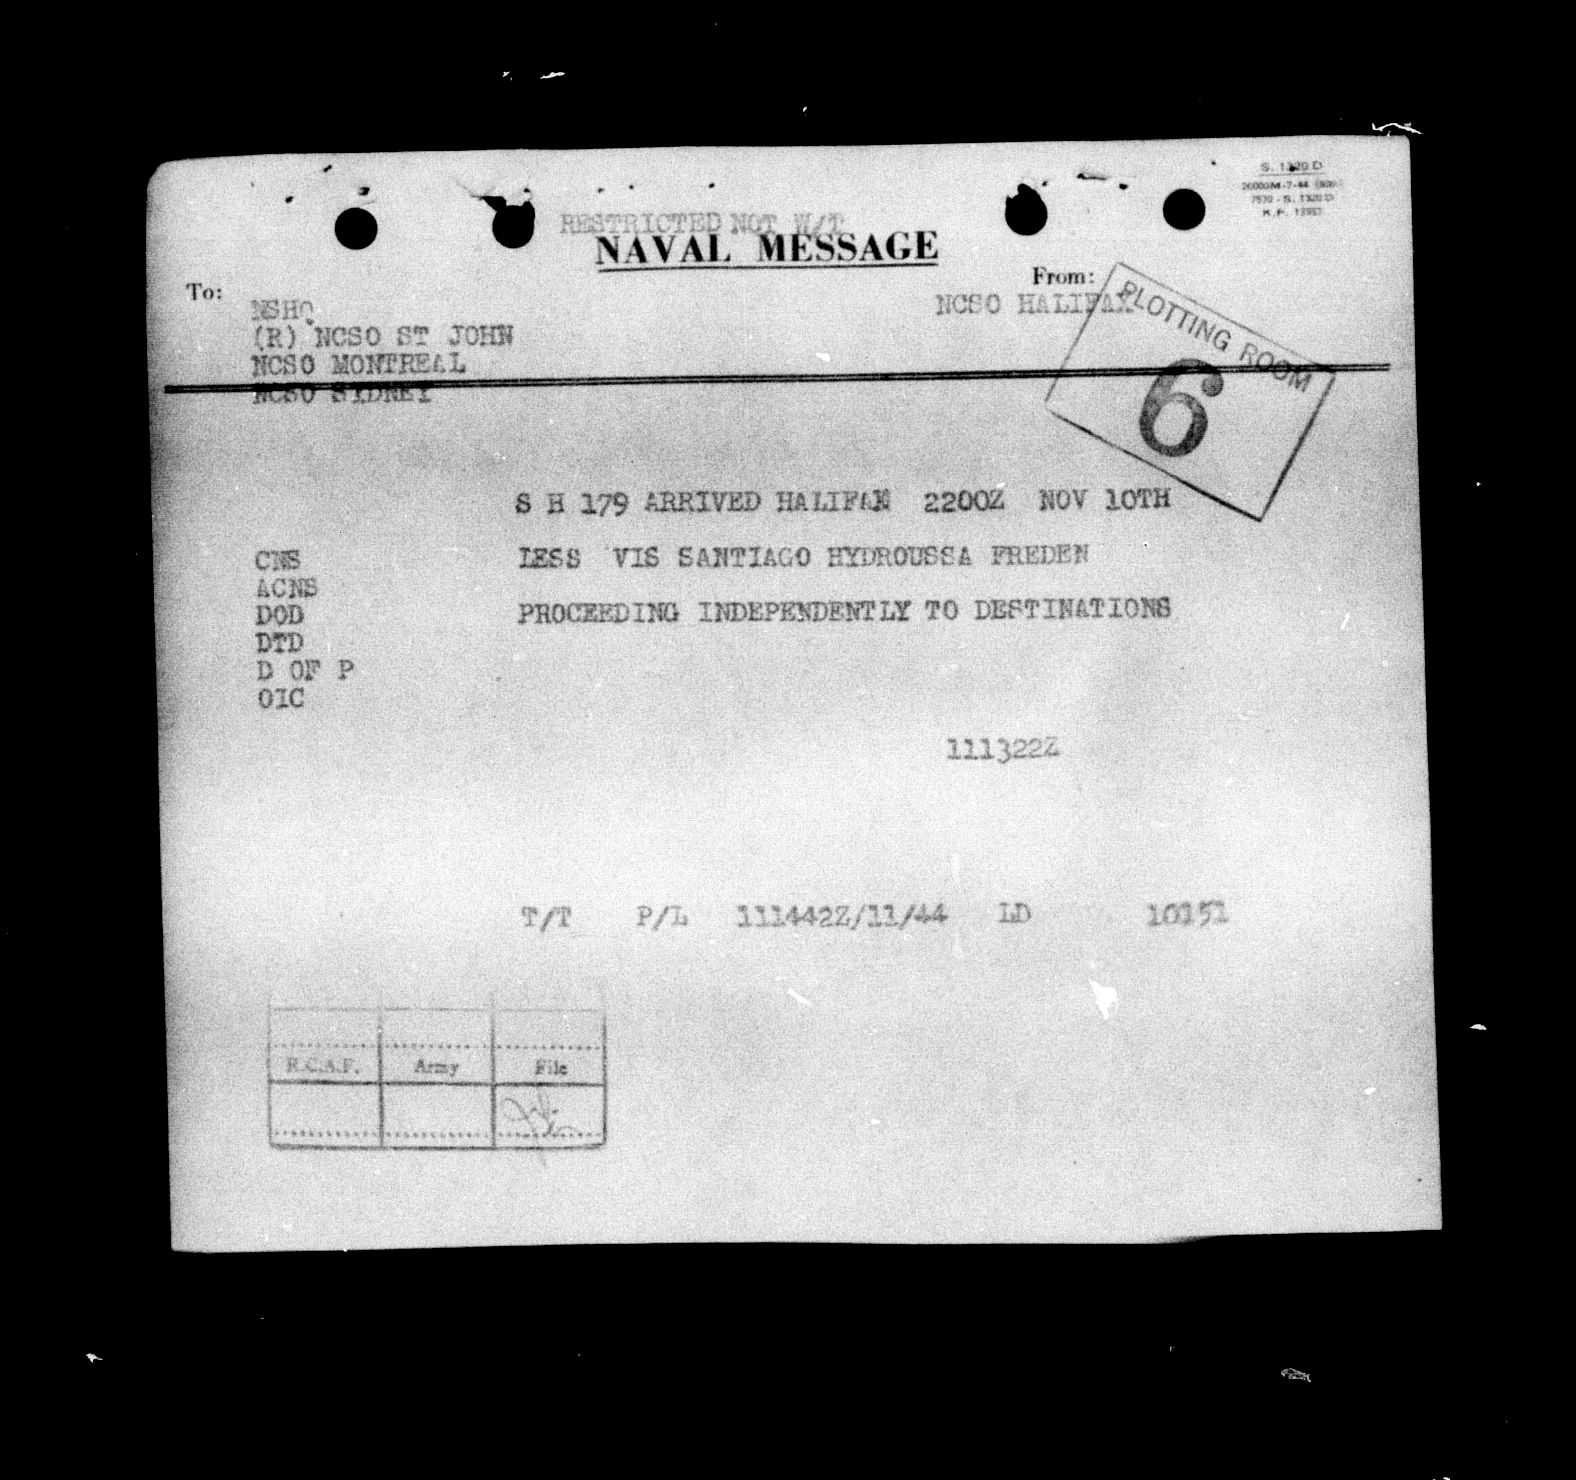 S. 1320 D
RESTRICTED NOT W/T
NAVAL MESSAGE
To:
From:
NSHQ
NCSO HALIFAX
(R) NCSO ST JOHN
NCSO MONTREAL
NCSO SIDNEY
PLOTTING ROOM
6
S H 179 ARRIVED HALIFAX 2200Z NOV 10TH
CNS
LESS VIS SANTIAGO HYDROUSSA FREDEN
ACNS
DOD
PROCEEDING INDEPENDENTLY TO DESTINATIONS
DTD
D OF P
OIC
111322Z
T/T P/L 111442Z/11/44 LD 10151
R.C.A.F. Army File